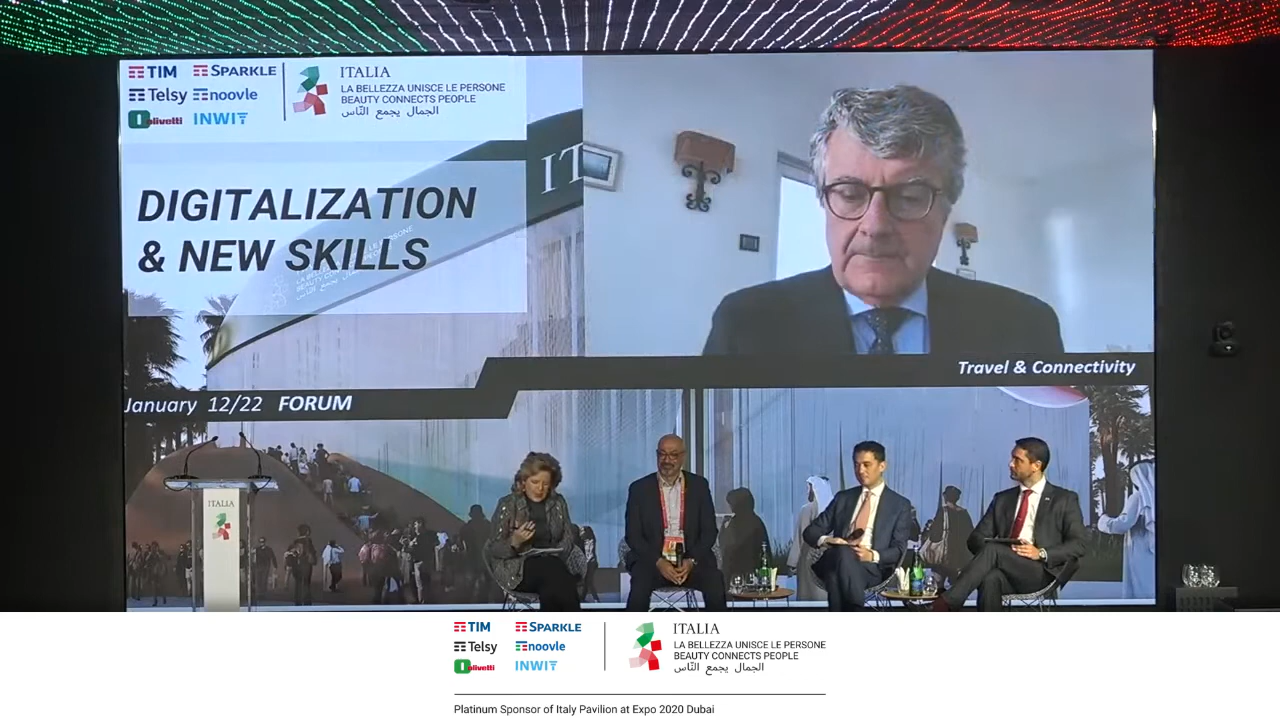 TIM SPARKLE
Telsy noovle
olivetti INWIT
ITALIA
LA BELLEZZA UNISCE LE PERSONE
BEAUTY CONNECTS PEOPLE
الجمال يجمع النّاس
IT
DIGITALIZATION
& NEW SKILLS
Travel & Connectivity
January 12/22 FORUM
ITALIA
TIM SPARKLE
Telsy noovle
olivetti INWIT
ITALIA
LA BELLEZZA UNISCE LE PERSONE
BEAUTY CONNECTS PEOPLE
الجمال يجمع النّاس
Platinum Sponsor of Italy Pavilion at Expo 2020 Dubai